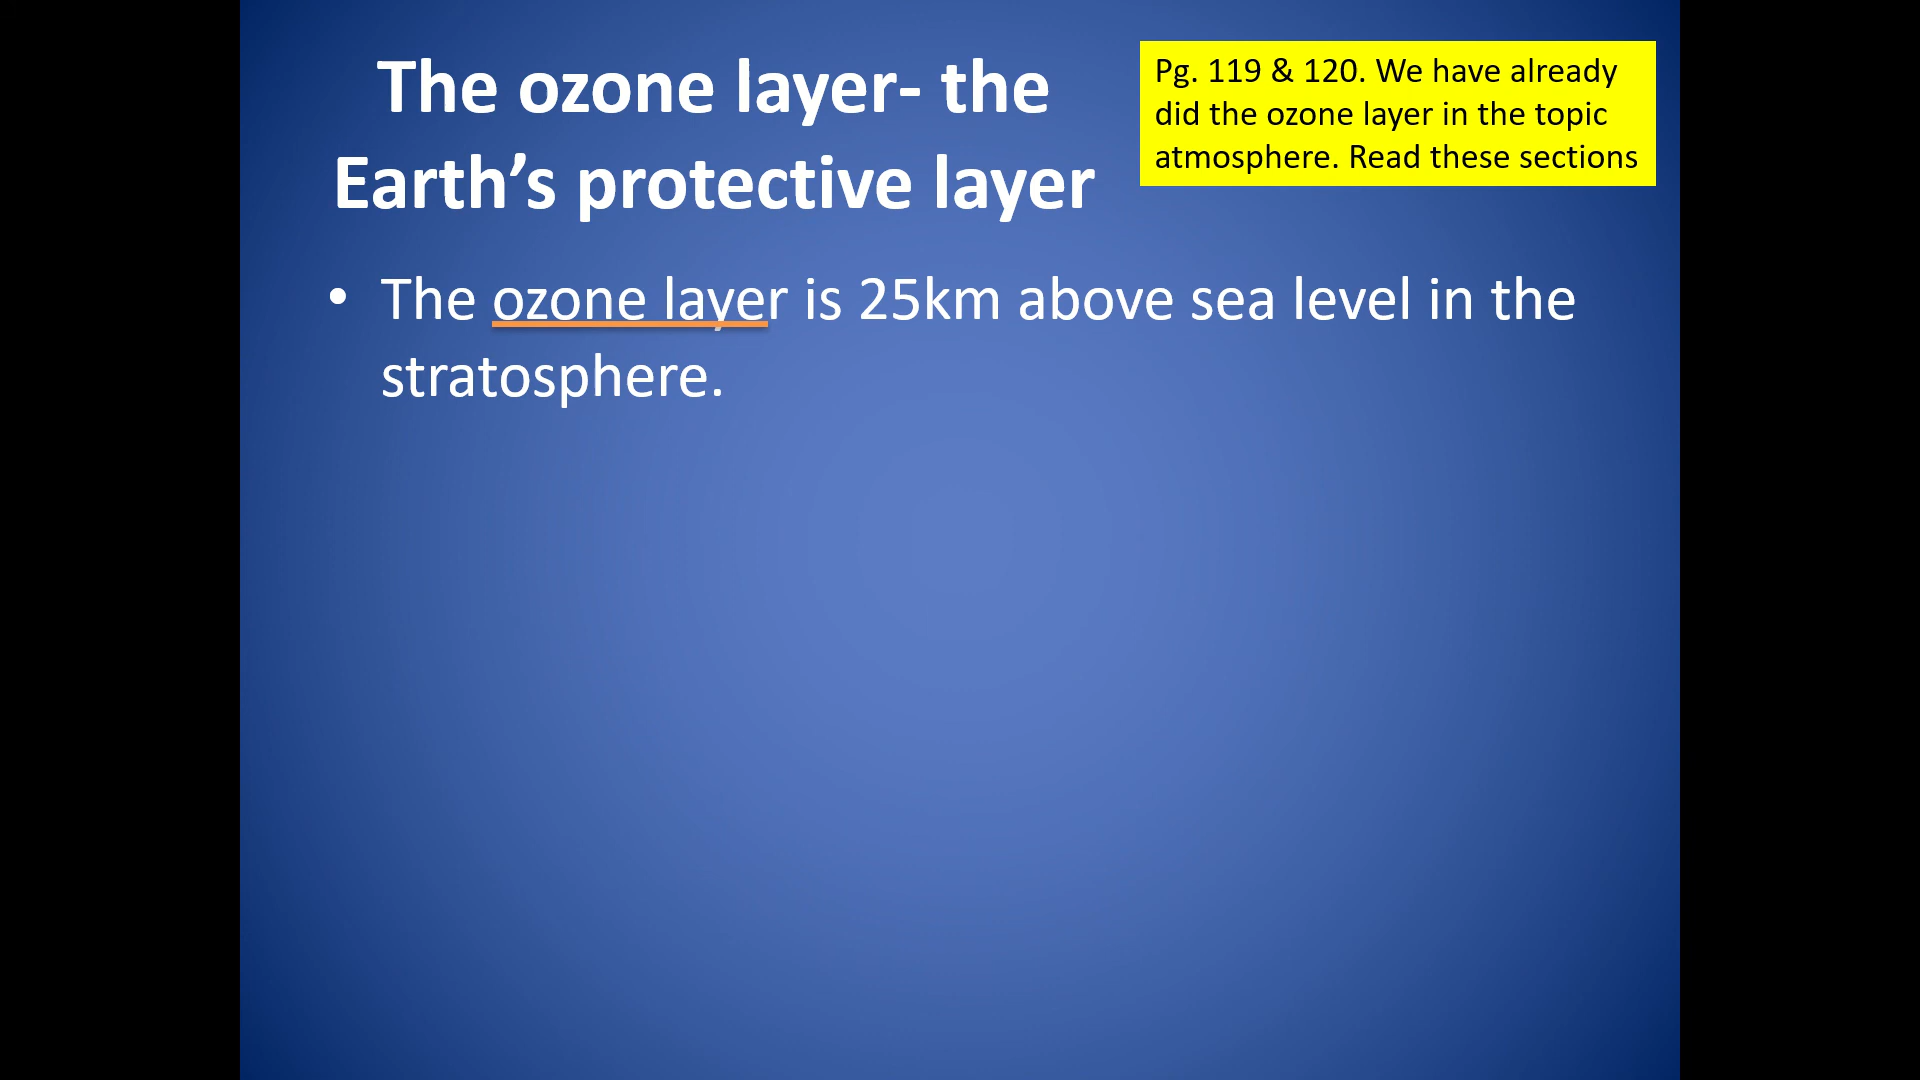 The ozone layer- the
Earth’s protective layer
Pg. 119 & 120. We have already
did the ozone layer in the topic
atmosphere. Read these sections
• The ozone layer is 25km above sea level in the
stratosphere.